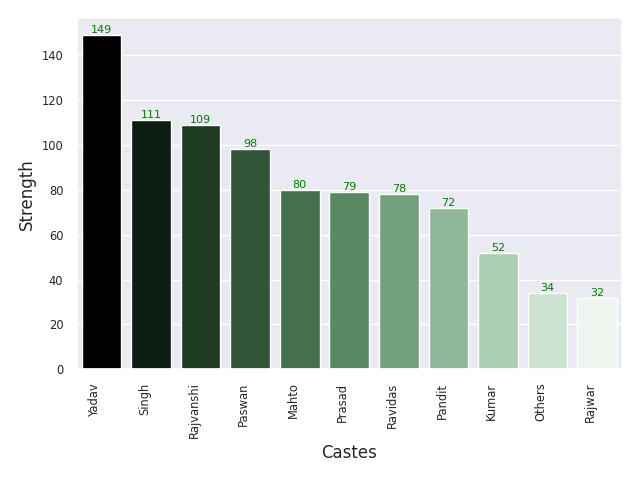 149
140
120
111
109
100
98
80
80
79
78
72
60
52
40
34
32
20
0
Strength
Yadav
Singh
Rajvanshi
Paswan
Mahto
Prasad
Ravidas
Pandit
Kumar
Others
Rajwar
Castes